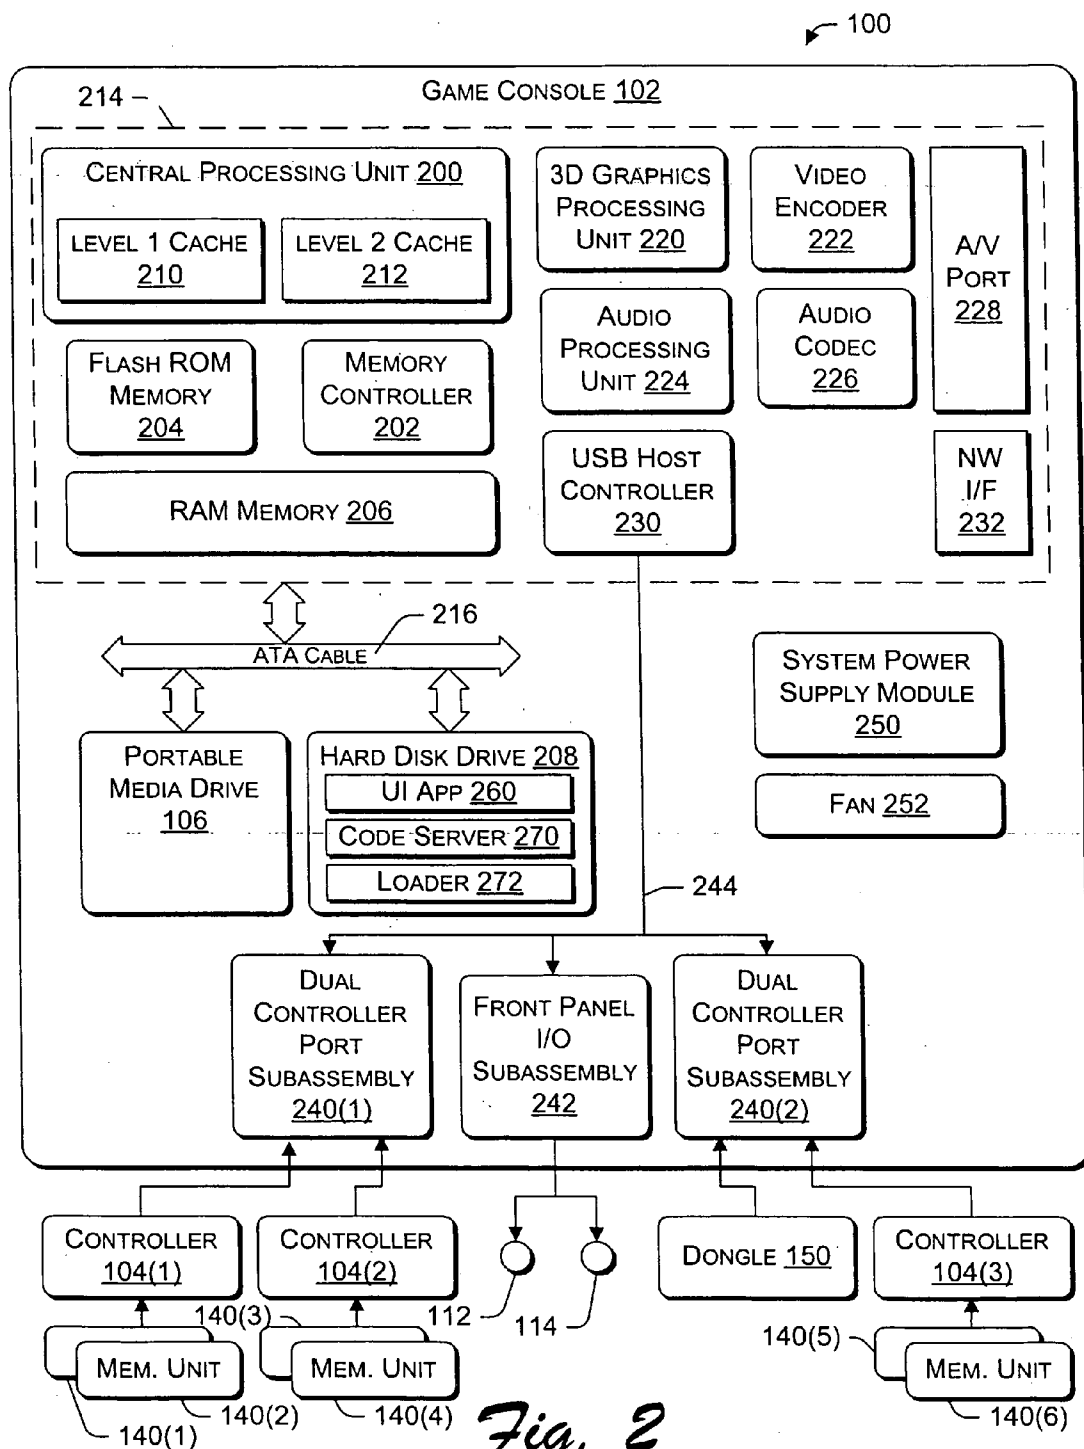 100
GAME CONSOLE 102
214
CENTRAL PROCESSING UNIT 200
LEVEL 1 CACHE
210
LEVEL 2 CACHE
212
3D GRAPHICS
PROCESSING
UNIT 220
VIDEO
ENCODER
222
A/V
PORT
228
FLASH ROM
MEMORY
204
MEMORY
CONTROLLER
202
AUDIO
PROCESSING
UNIT 224
AUDIO
CODEC
226
RAM MEMORY 206
USB HOST
CONTROLLER
230
NW
I/F
232
216
ATA CABLE
SYSTEM POWER
SUPPLY MODULE
250
PORTABLE
MEDIA DRIVE
106
HARD DISK DRIVE 208
UI APP 260
CODE SERVER 270
LOADER 272
FAN 252
244
DUAL
CONTROLLER
PORT
SUBASSEMBLY
240(1)
FRONT PANEL
I/O
SUBASSEMBLY
242
DUAL
CONTROLLER
PORT
SUBASSEMBLY
240(2)
CONTROLLER
104(1)
CONTROLLER
104(2)
DONGLE 150
CONTROLLER
104(3)
112
114
140(3)
140(5)
MEM. UNIT
MEM. UNIT
MEM. UNIT
140(1)
140(2)
140(4)
140(6)
Fig. 2